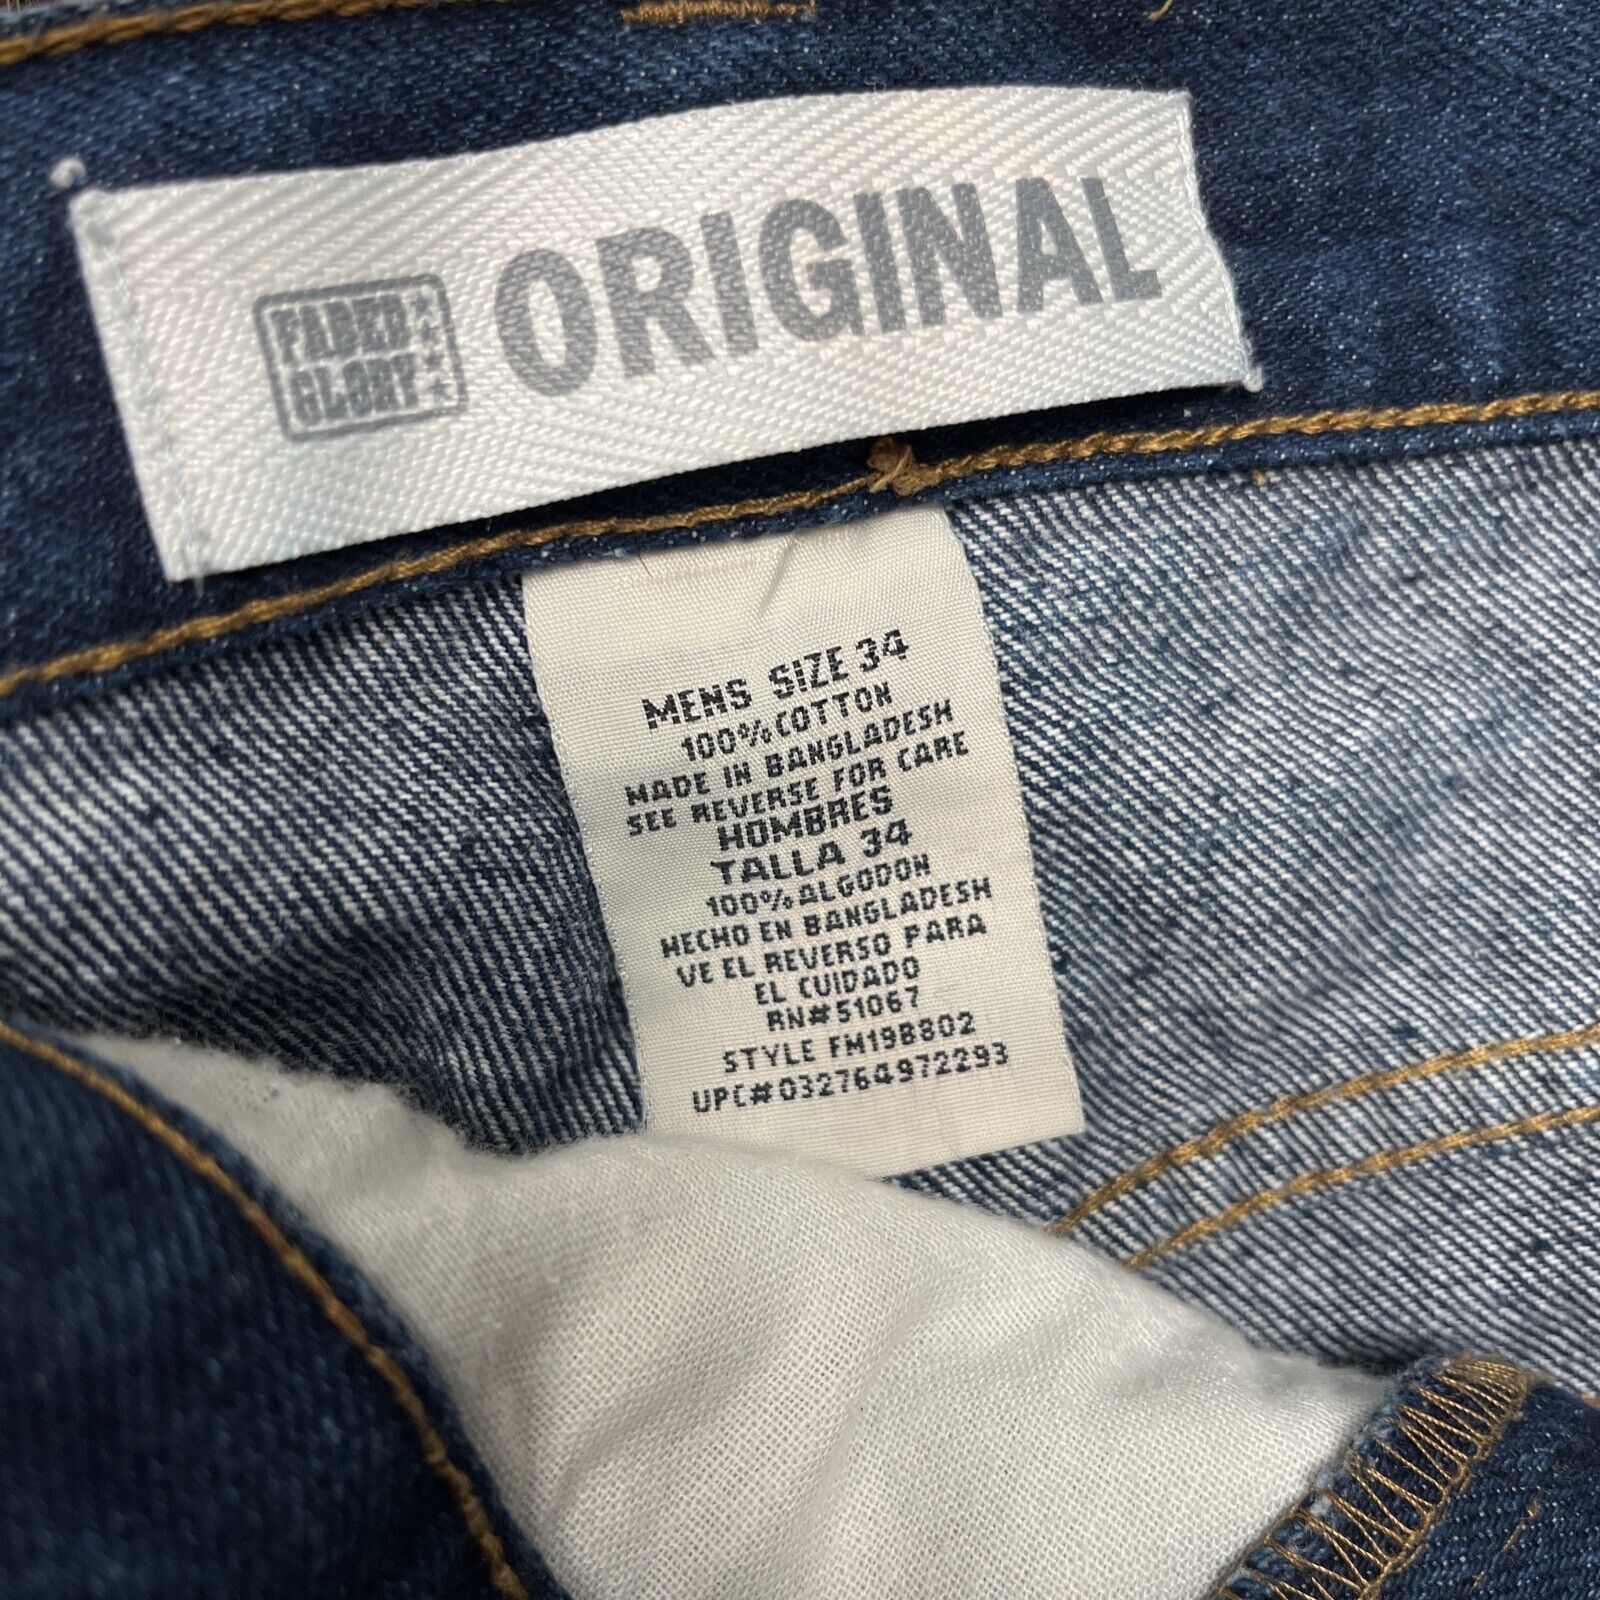 FADED
GLORY
ORIGINAL
MENS SIZE 34
100% COTTON
MADE IN BANGLADESH
SEE REVERSE FOR CARE
HOMBRES
TALLA 34
100% ALGODON
HECHO EN BANGLADESH
VE EL REVERSO PARA
EL CUIDADO
RN#51067
STYLE FM198802
UPC#032764972293